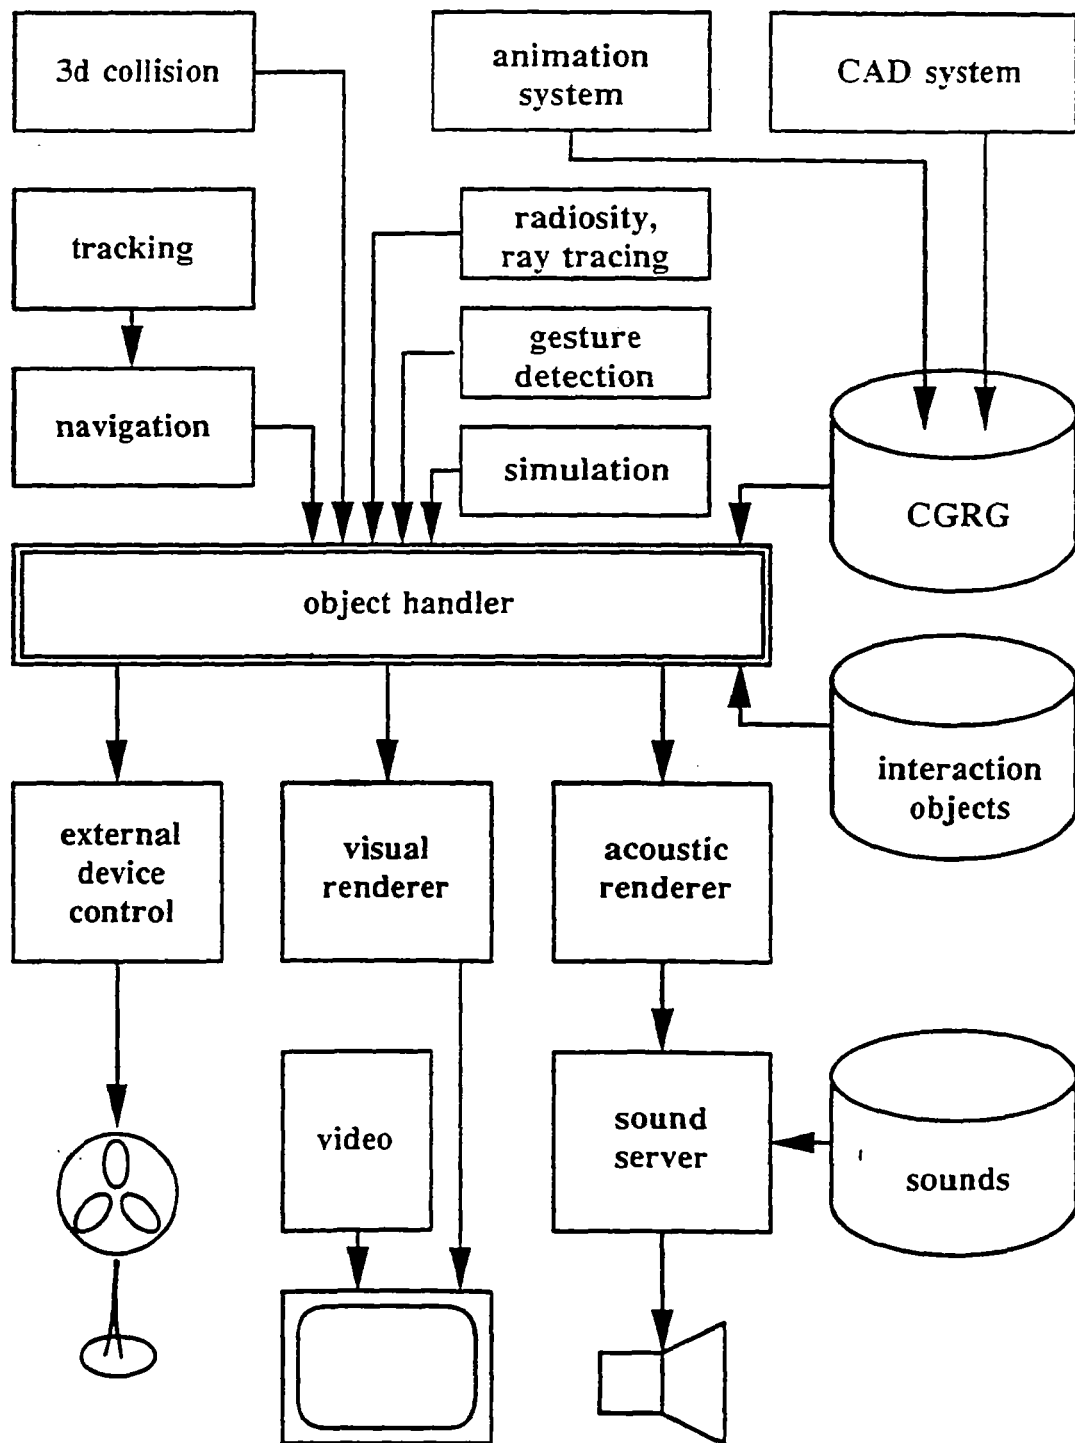 3d collision
animation
system
CAD system
tracking
radiosity,
ray tracing
gesture
detection
navigation
simulation
CGRG
object handler
interaction
objects
external
device
control
visual
renderer
acoustic
renderer
video
sound
server
sounds